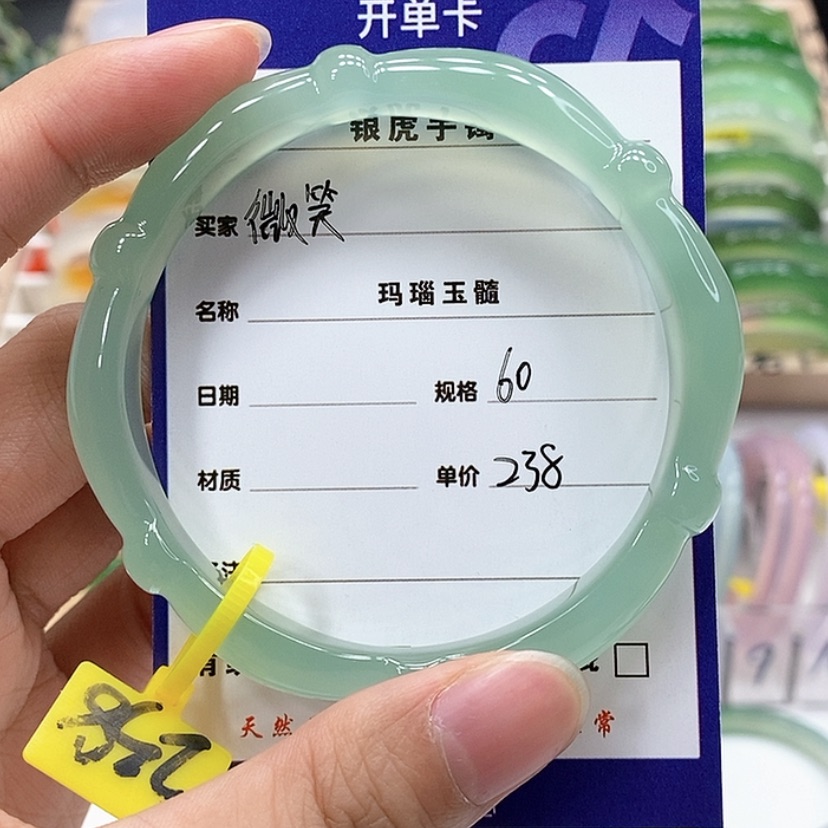 开单卡
银虎手镯
买家 微笑
名称 玛瑙玉髓
日期 规格 60
材质 单价 238
天然 常